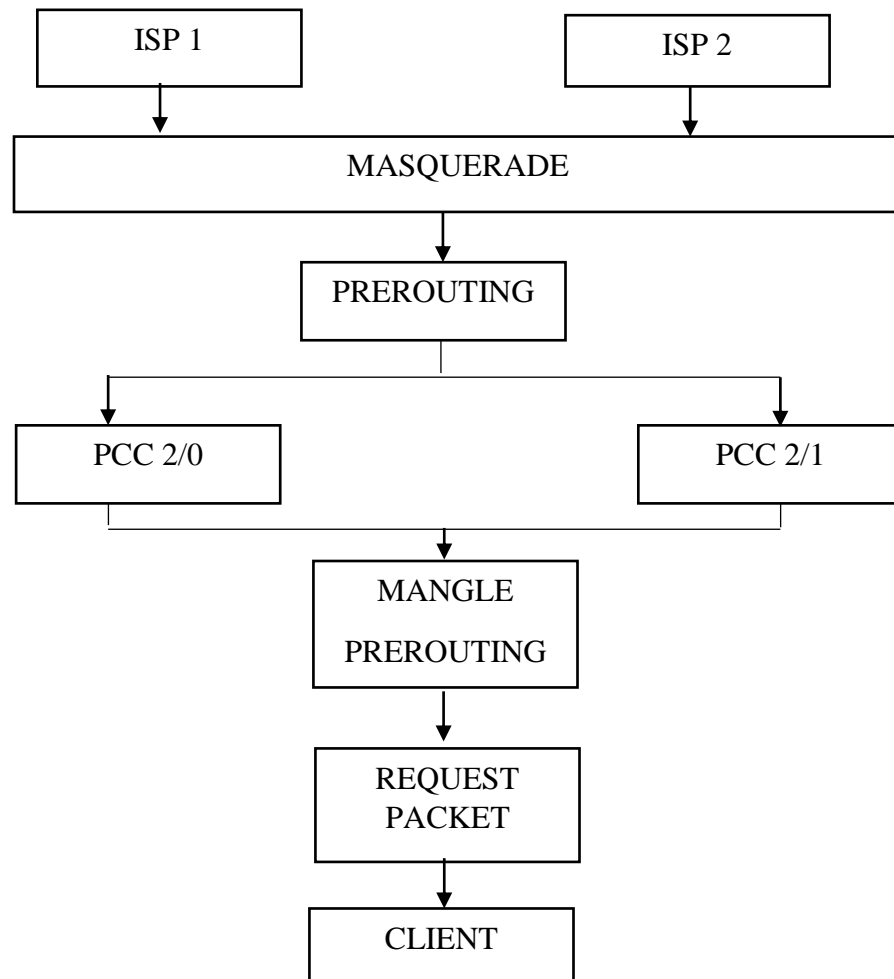 ISP 1
ISP 2
MASQUERADE
PREROUTING
PCC 2/0
PCC 2/1
MANGLE
PREROUTING
REQUEST
PACKET
CLIENT